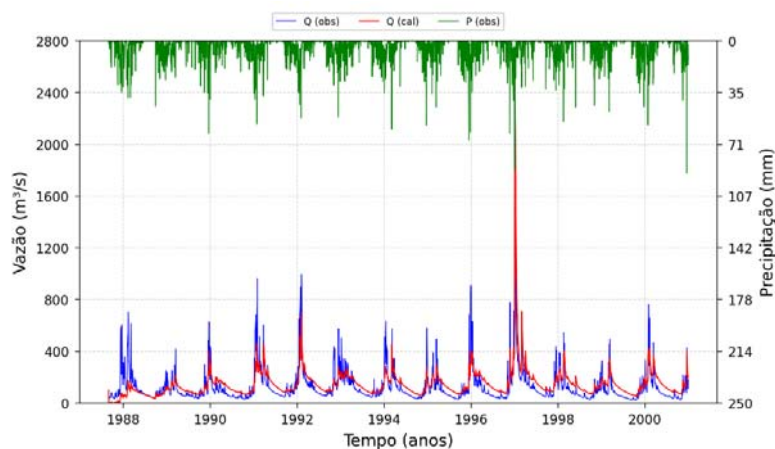 Q (obs) Q (cal) P (obs)
2800 0
2400 35
2000 71
1600 107
1200 142
800 178
400 214
0 250
Vazão (m³/s)
Precipitação (mm)
1988 1990 1992 1994 1996 1998 2000
Tempo (anos)